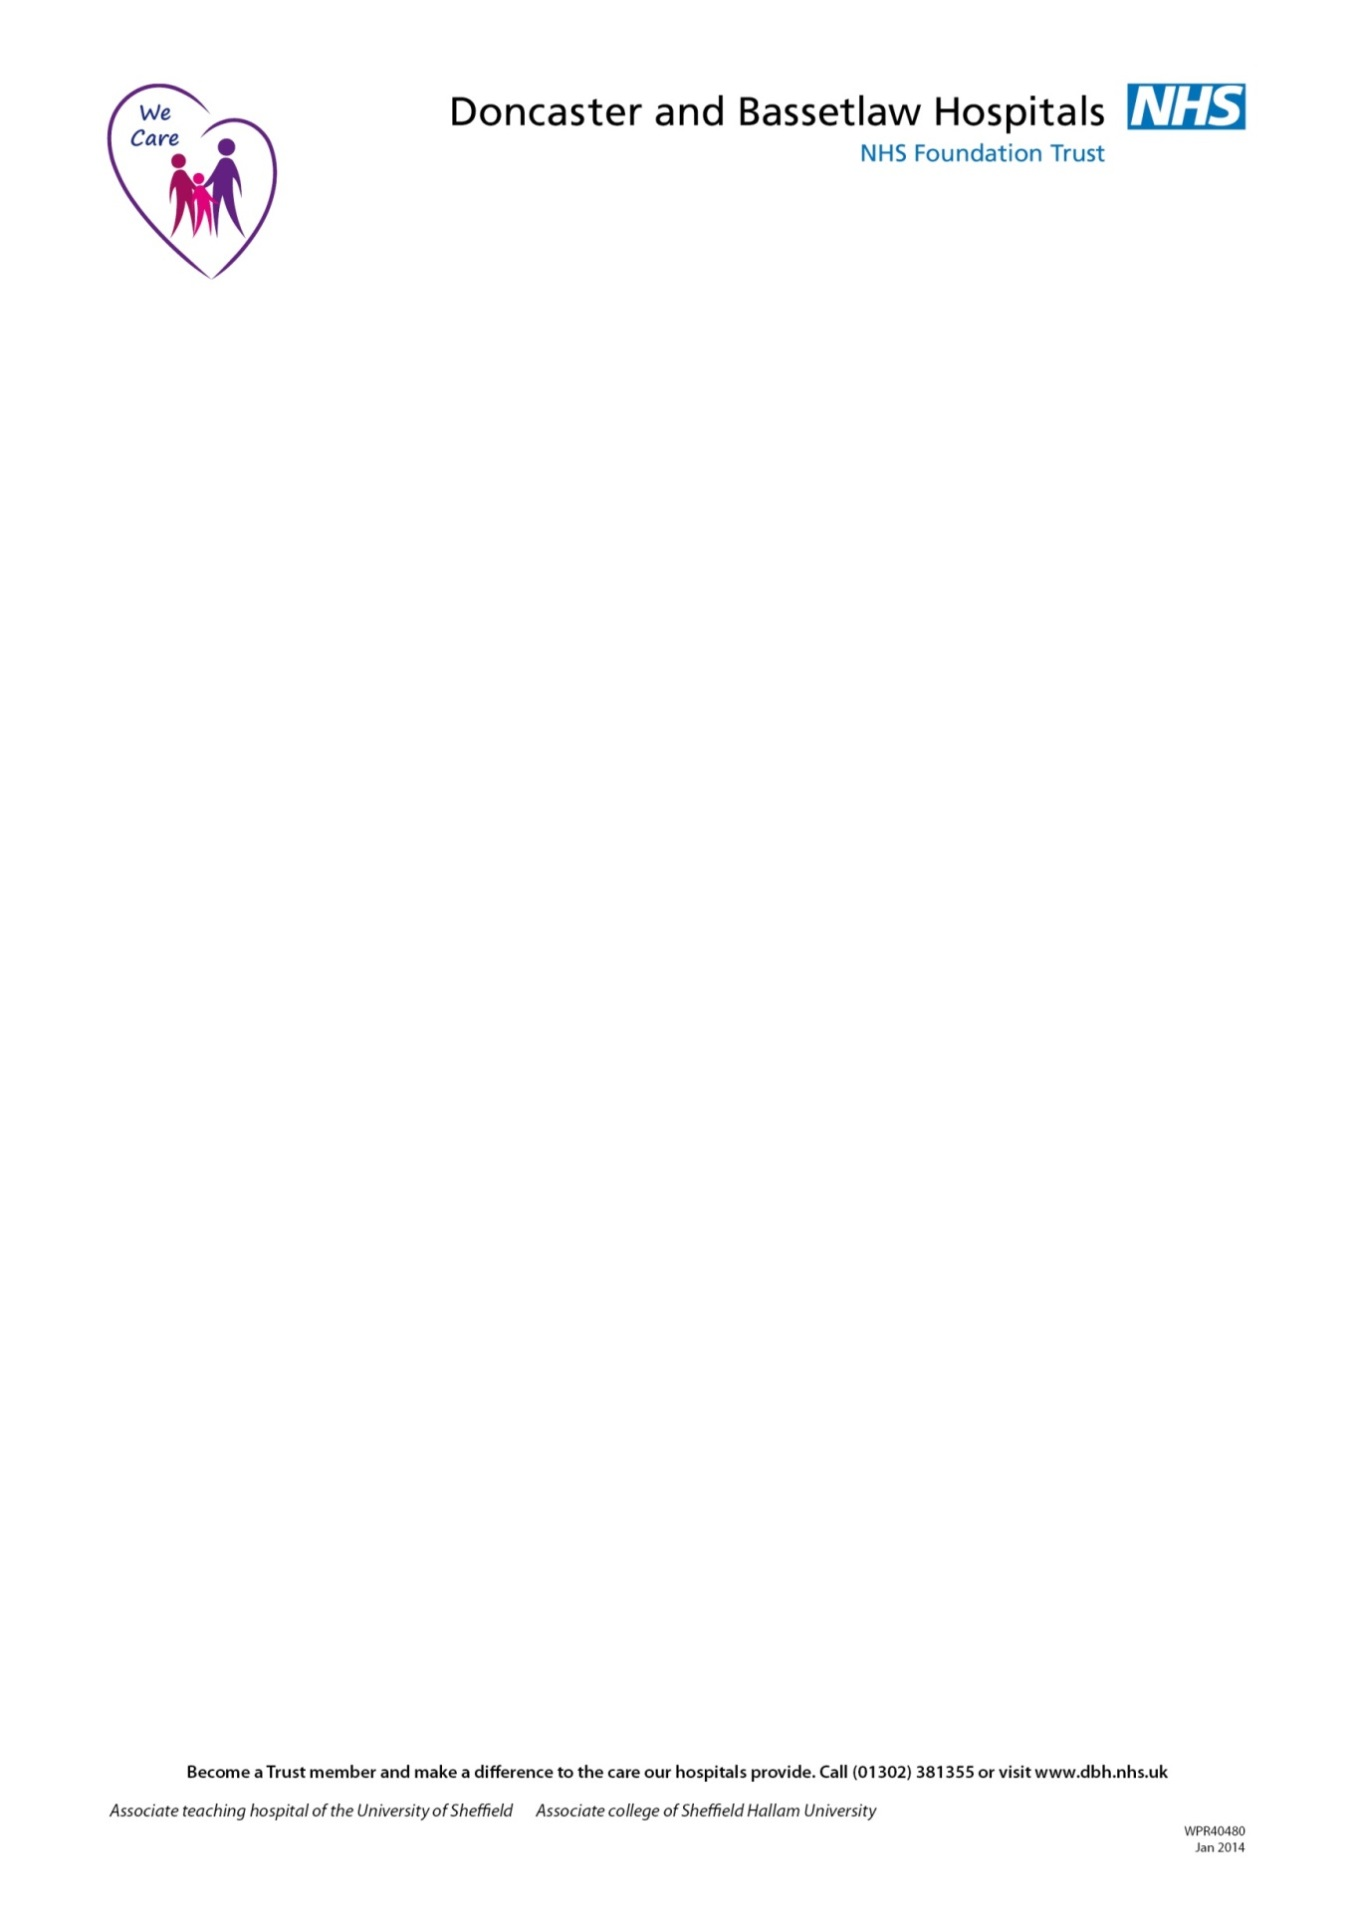 We
Care
Doncaster and Bassetlaw Hospitals NHS
NHS Foundation Trust
Become a Trust member and make a difference to the care our hospitals provide. Call (01302) 381355 or visit www.dbh.nhs.uk
Associate teaching hospital of the University of Sheffield Associate college of Sheffield Hallam University
WPR40480
Jan 2014